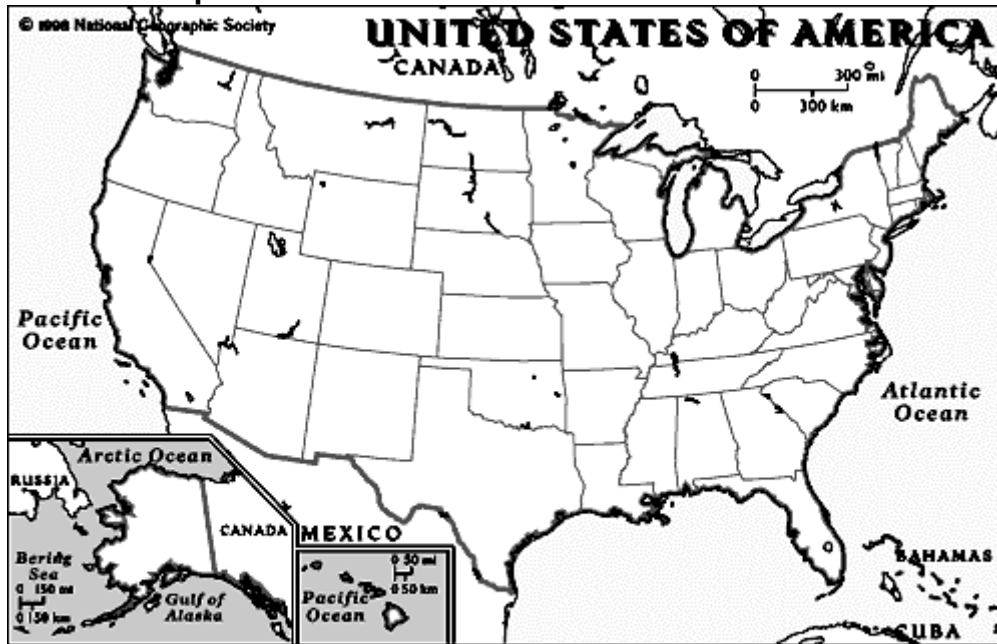 © 1998 National Geographic Society
UNITED STATES OF AMERICA
CANADA
0 300 mi
0 300 km
Pacific
Ocean
Atlantic
Ocean
Arctic Ocean
RUSSIA
CANADA
MEXICO
Bering
Sea
0 150 mi
0 150 km
Gulf of
Alaska
0 50 mi
0 50 km
Pacific
Ocean
BAHAMAS
CUBA